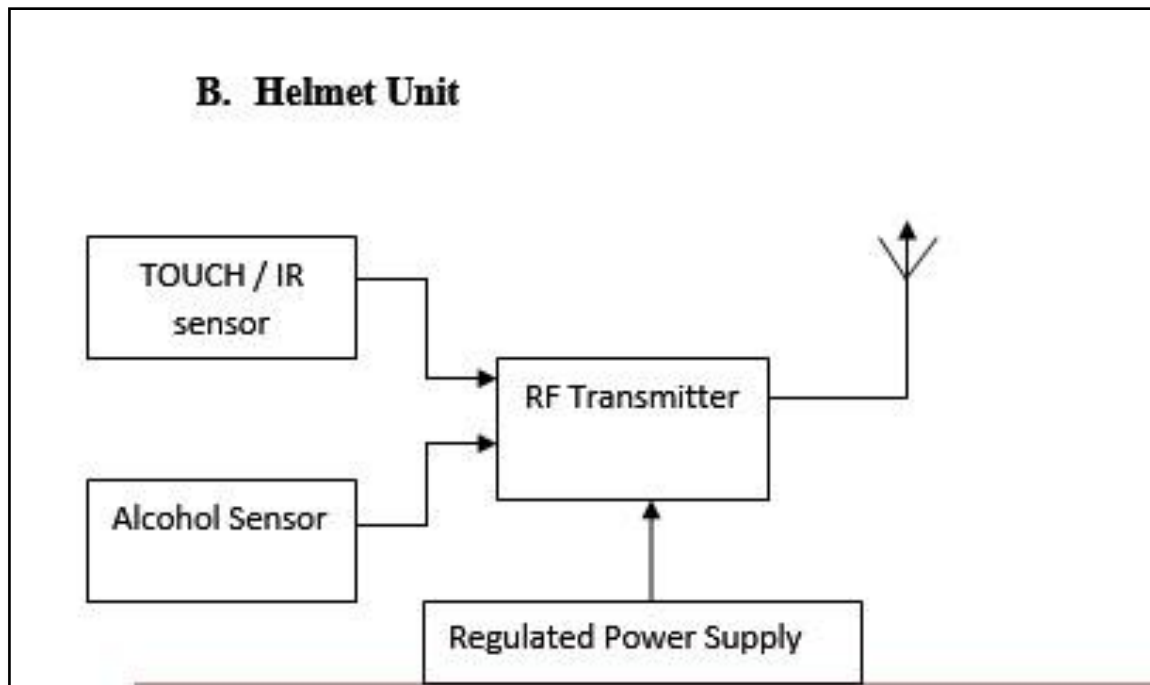 B. Helmet Unit
TOUCH / IR
sensor
RF Transmitter
Alcohol Sensor
Regulated Power Supply